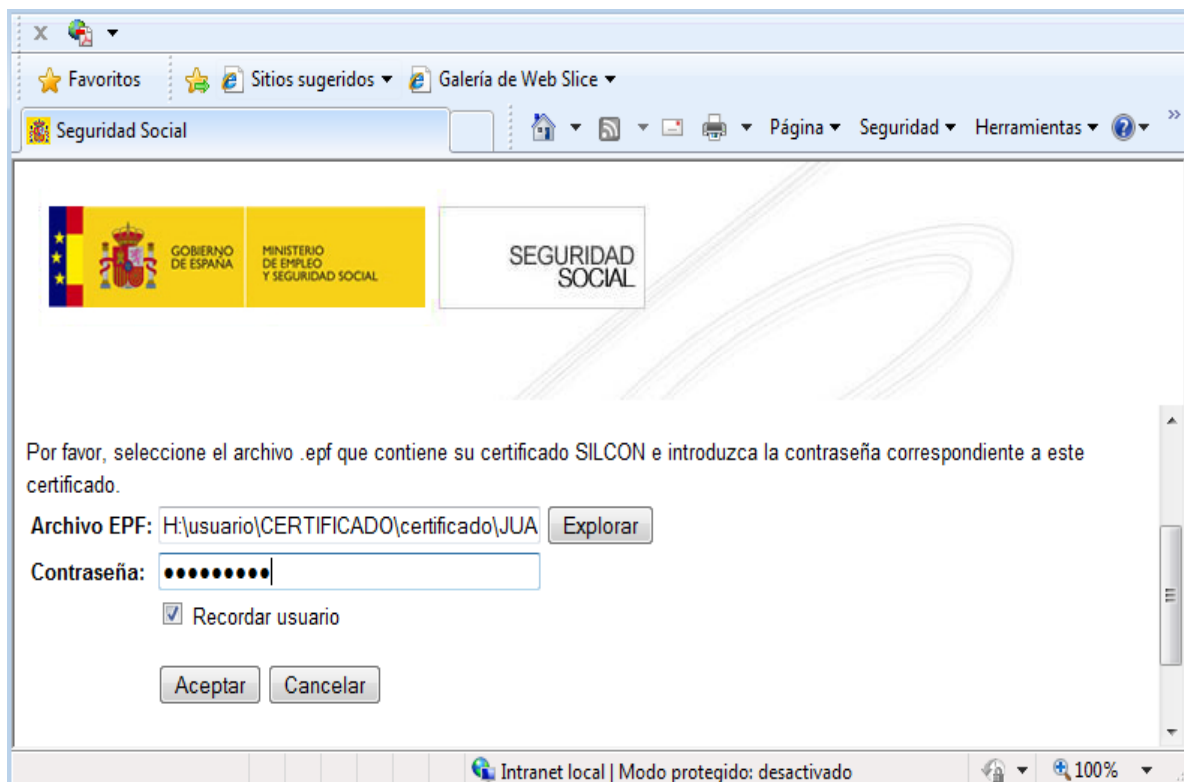 X
Favoritos Sitios sugeridos Galería de Web Slice
Seguridad Social Página Seguridad Herramientas
GOBIERNO
DE ESPAÑA
MINISTERIO
DE EMPLEO
Y SEGURIDAD SOCIAL
SEGURIDAD
SOCIAL
Por favor, seleccione el archivo .epf que contiene su certificado SILCON e introduzca la contraseña correspondiente a este
certificado.
Archivo EPF: H:\usuario\CERTIFICADO\certificado\JUA Explorar
Contraseña: •••••••••
Recordar usuario
Aceptar Cancelar
Intranet local | Modo protegido: desactivado 100%